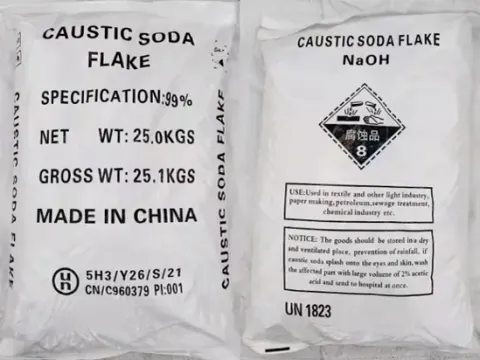 CAUSTIC SODA
FLAKE
SPECIFICATION:99%
NET WT: 25.0KGS
GROSS WT: 25.1KGS
MADE IN CHINA
un 5H3/Y26/S/21
CN/C960379 PI:001
CAUSTIC SODA FLAKE
CAUSTIC SODA FLAKE
CAUSTIC SODA FLAKE
NaOH
腐蚀品
8
USE:Used in textile and other light industry,
paper making,petroleum,sewage treatment,
chemical industry etc.
NOTICE: The goods should be stored in a dry
and ventilated place, prevention of rainfall, if
caustic soda splash onto the eyes and skin, wash
the affected part with large volume of 2% acetic
acid and send to hospital at once.
UN 1823